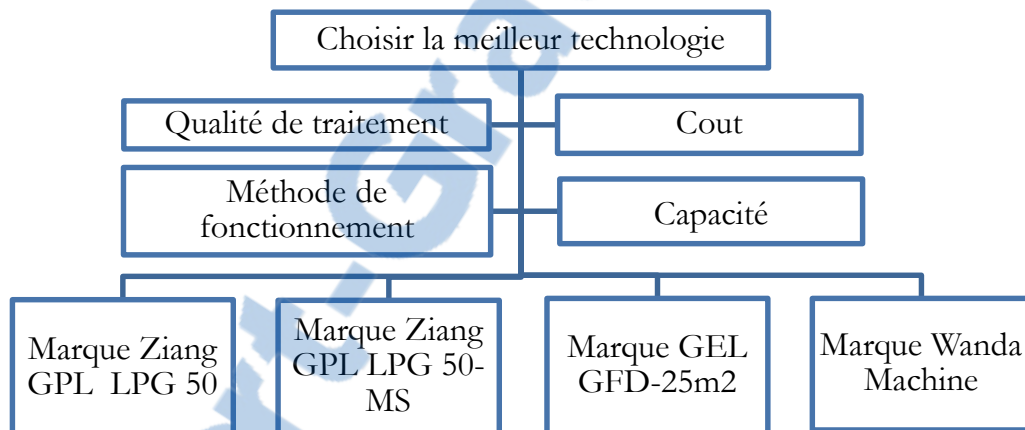 Choisir la meilleur technologie
Qualité de traitement
Cout
Méthode de
fonctionnement
Capacité
Marque Ziang
GPL LPG 50
Marque Ziang
GPL LPG 50-
MS
Marque GEL
GFD-25m2
Marque Wanda
Machine